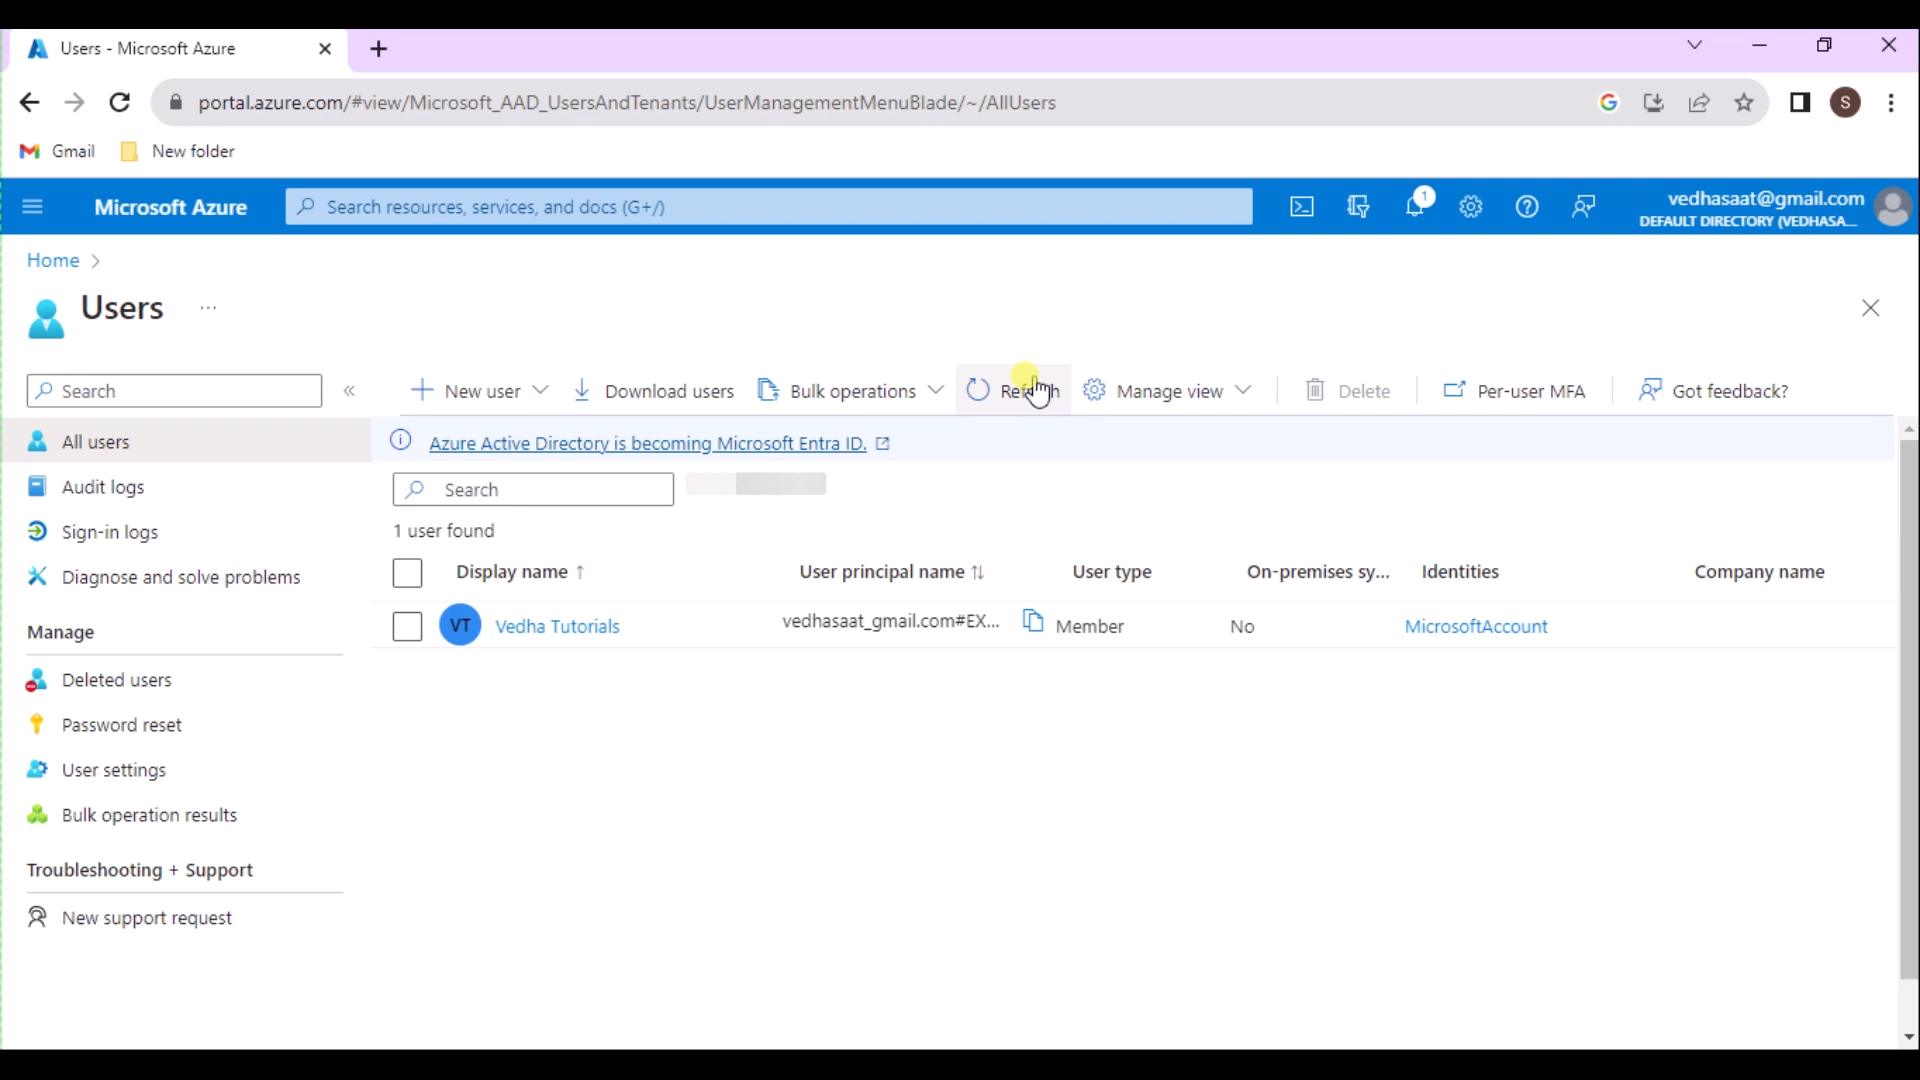 Users - Microsoft Azure
portal.azure.com/#view/Microsoft_AAD_UsersAndTenants/UserManagementMenuBlade/~/AllUsers
S
Gmail New folder
Microsoft Azure
Search resources, services, and docs (G+/)
1
vedhasaat@gmail.com
DEFAULT DIRECTORY (VEDHASA...
Home >
Users ...
Search
New user Download users Bulk operations Refresh Manage view Delete Per-user MFA Got feedback?
All users
Audit logs
Sign-in logs
Diagnose and solve problems
Manage
Deleted users
Password reset
User settings
Bulk operation results
Troubleshooting + Support
New support request
Azure Active Directory is becoming Microsoft Entra ID.
Search
1 user found
Display name ↑ User principal name ↑↓ User type On-premises sy... Identities Company name
VT Vedha Tutorials vedhasaat_gmail.com#EX... Member No MicrosoftAccount